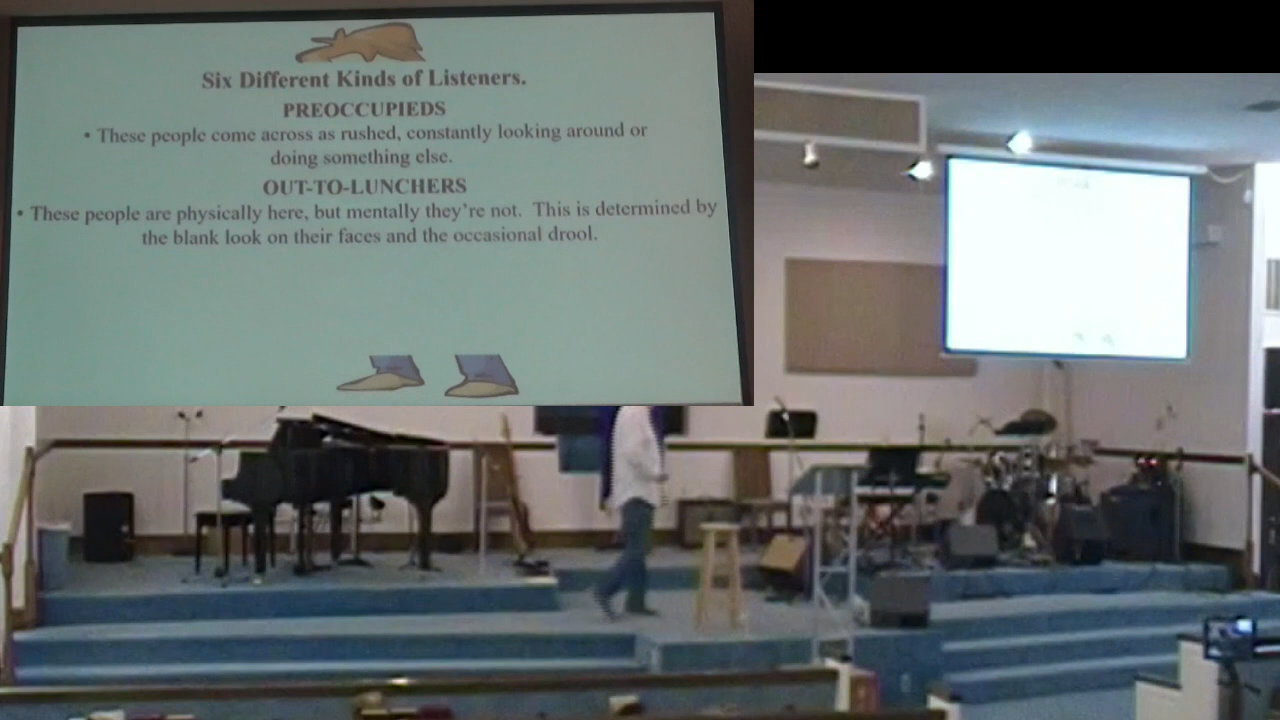 Six Different Kinds of Listeners.
PREOCCUPIEDS
• These people come across as rushed, constantly looking around or
doing something else.
OUT-TO-LUNCHERS
• These people are physically here, but mentally they're not. This is determined by
the blank look on their faces and the occasional drool.